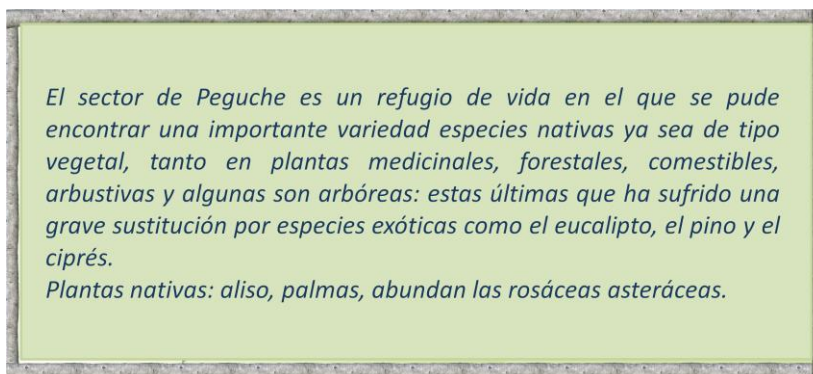 El sector de Peguche es un refugio de vida en el que se pude
encontrar una importante variedad especies nativas ya sea de tipo
vegetal, tanto en plantas medicinales, forestales, comestibles,
arbustivas y algunas son arbóreas: estas últimas que ha sufrido una
grave sustitución por especies exóticas como el eucalipto, el pino y el
ciprés.
Plantas nativas: aliso, palmas, abundan las rosáceas asteráceas.